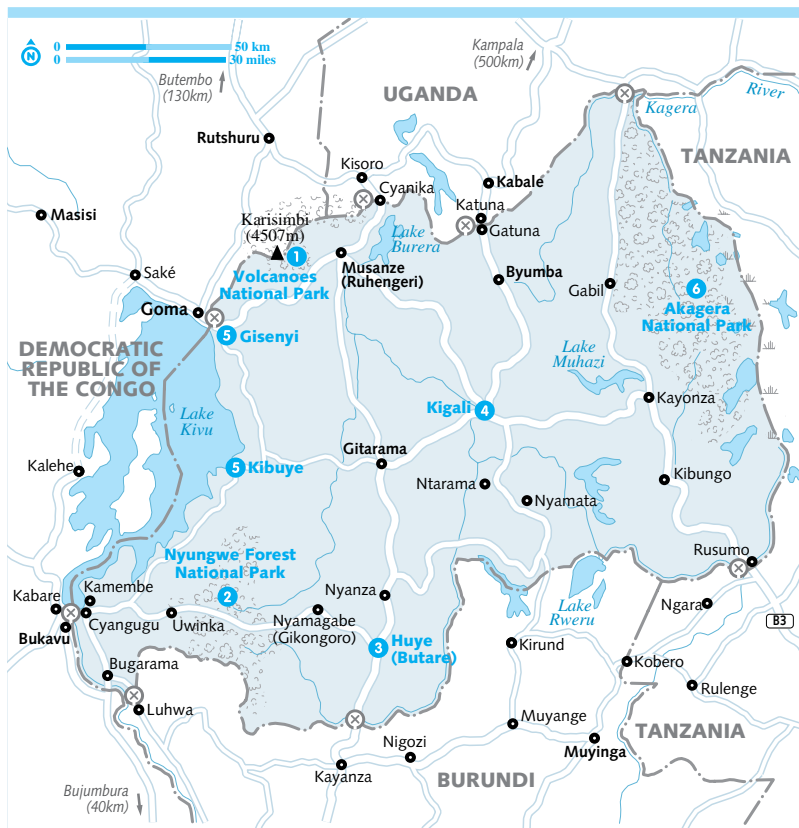 N
0
50 km
0
30 miles
Butembo
(130km)
Kampala
(500km)
UGANDA
Kagera
River
TANZANIA
Rutshuru
Kisoro
Cyanika
Kabale
Katuna
Gatuna
Masisi
Karisimbi
(4507m)
Lake
Burera
1
Volcanoes
National Park
Musanze
(Ruhengeri)
Byumba
Gabil
6
Akagera
National Park
Saké
Goma
5 Gisenyi
DEMOCRATIC
REPUBLIC OF
THE CONGO
Lake
Muhazi
Lake
Kivu
Kigali 4
Kayonza
Kalehe
5 Kibuye
Gitarama
Ntarama
Nyamata
Kibungo
Nyungwe Forest
National Park
2
Rusumo
Kabare
Kamembe
Cyangugu
Bukavu
Uwinka
Nyamagabe
(Gikongoro)
Nyanza
Lake
Rweru
Ngara
B3
3 Huye
(Butare)
Kirund
Kobero
Bugarama
Rulenge
Luhwa
Muyange
Muyinga
TANZANIA
Nigozi
Kayanza
BURUNDI
Bujumbura
(40km)